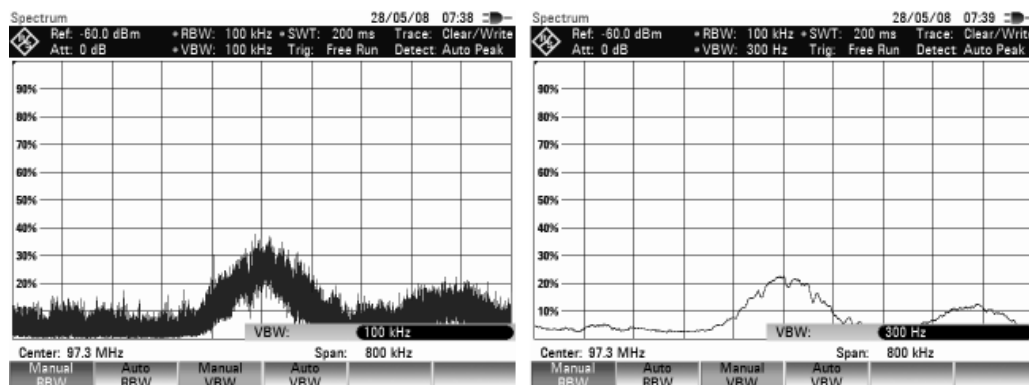 Spectrum 28/05/08 07:38
Ref: -60.0 dBm RBW: 100 kHz SWT: 200 ms Trace: Clear/Write
Att: 0 dB VBW: 100 kHz Trig: Free Run Detect: Auto Peak
90%
80%
70%
60%
50%
40%
30%
20%
VBW: 100 kHz
Center: 97.3 MHz Span: 800 kHz
Manual RBW Auto RBW Manual VBW Auto VBW
Spectrum 28/05/08 07:39
Ref: -60.0 dBm RBW: 100 kHz SWT: 200 ms Trace: Clear/Write
Att: 0 dB VBW: 300 Hz Trig: Free Run Detect: Auto Peak
90%
80%
70%
60%
50%
40%
30%
20%
10%
VBW: 300 Hz
Center: 97.3 MHz Span: 800 kHz
Manual RBW Auto RBW Manual VBW Auto VBW